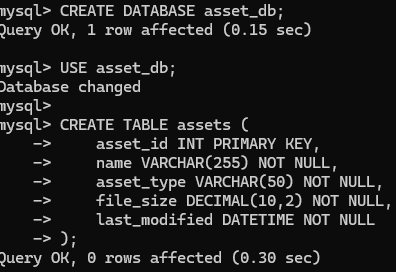 mysql> CREATE DATABASE asset_db;
Query OK, 1 row affected (0.15 sec)

mysql> USE asset_db;
Database changed
mysql>
mysql> CREATE TABLE assets (
    ->     asset_id INT PRIMARY KEY,
    ->     name VARCHAR(255) NOT NULL,
    ->     asset_type VARCHAR(50) NOT NULL,
    ->     file_size DECIMAL(10,2) NOT NULL,
    ->     last_modified DATETIME NOT NULL
    -> );
Query OK, 0 rows affected (0.30 sec)